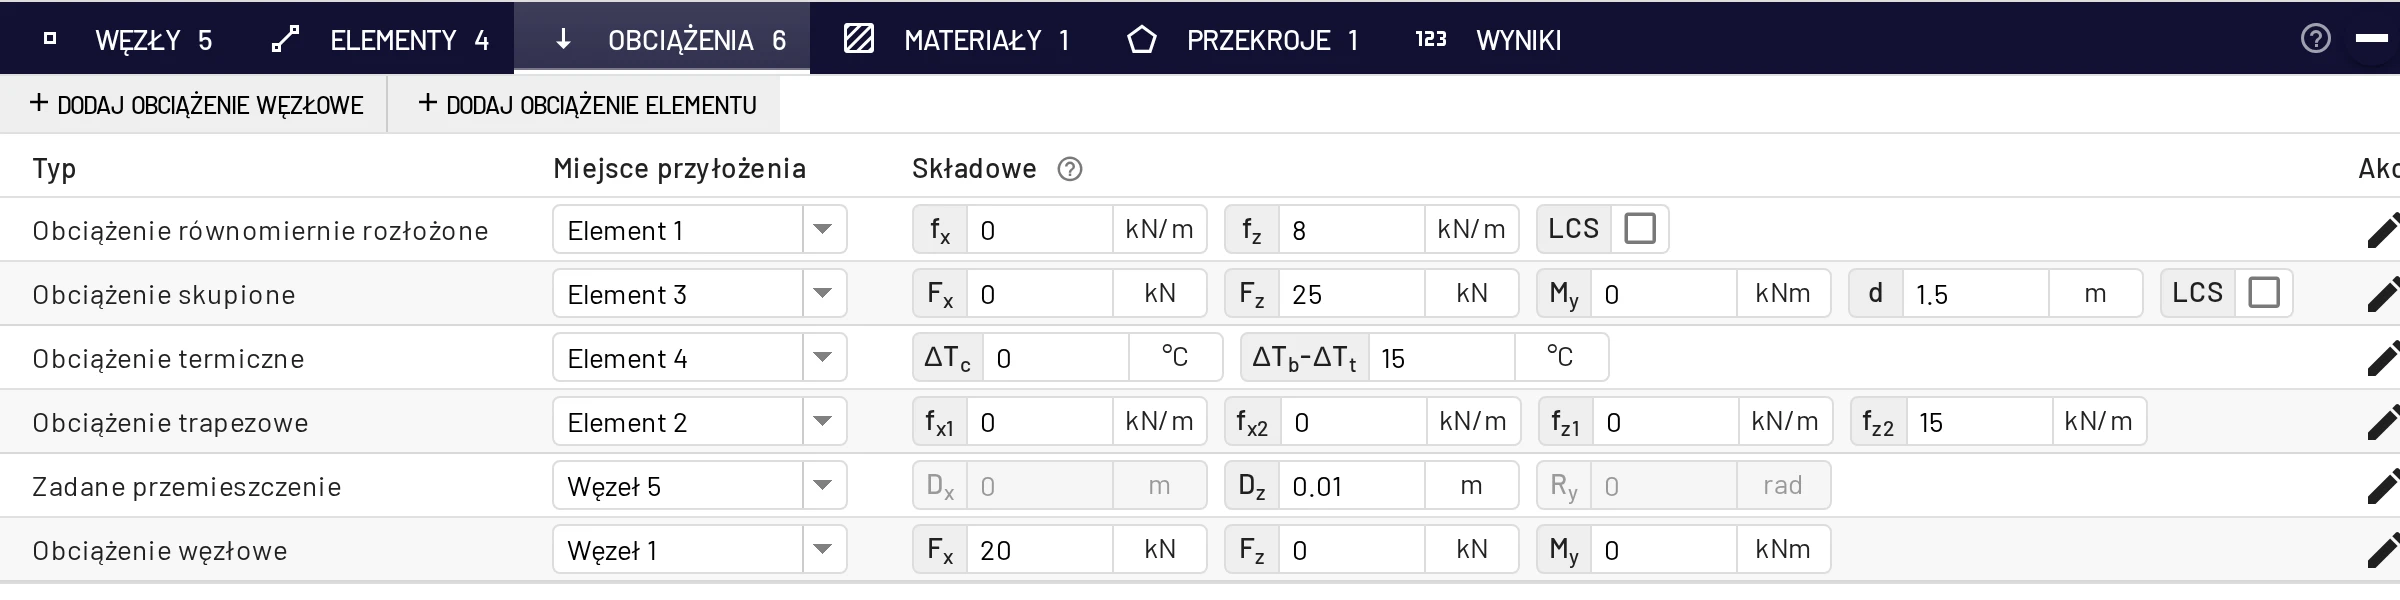 WĘZŁY 5 ELEMENTY 4 OBCIĄŻENIA 6 MATERIAŁY 1 PRZEKROJE 1 123 WYNIKI ?
+ DODAJ OBCIĄŻENIE WĘZŁOWE + DODAJ OBCIĄŻENIE ELEMENTU
Typ Miejsce przyłożenia Składowe ? Akc
Obciążenie równomiernie rozłożone Element 1 fx 0 kN/m fz 8 kN/m LCS
Obciążenie skupione Element 3 Fx 0 kN Fz 25 kN My 0 kNm d 1.5 m LCS
Obciążenie termiczne Element 4 ΔTc 0 °C ΔTb-ΔTt 15 °C
Obciążenie trapezowe Element 2 fx1 0 kN/m fx2 0 kN/m fz1 0 kN/m fz2 15 kN/m
Zadane przemieszczenie Węzeł 5 Dx 0 m Dz 0.01 m Ry 0 rad
Obciążenie węzłowe Węzeł 1 Fx 20 kN Fz 0 kN My 0 kNm